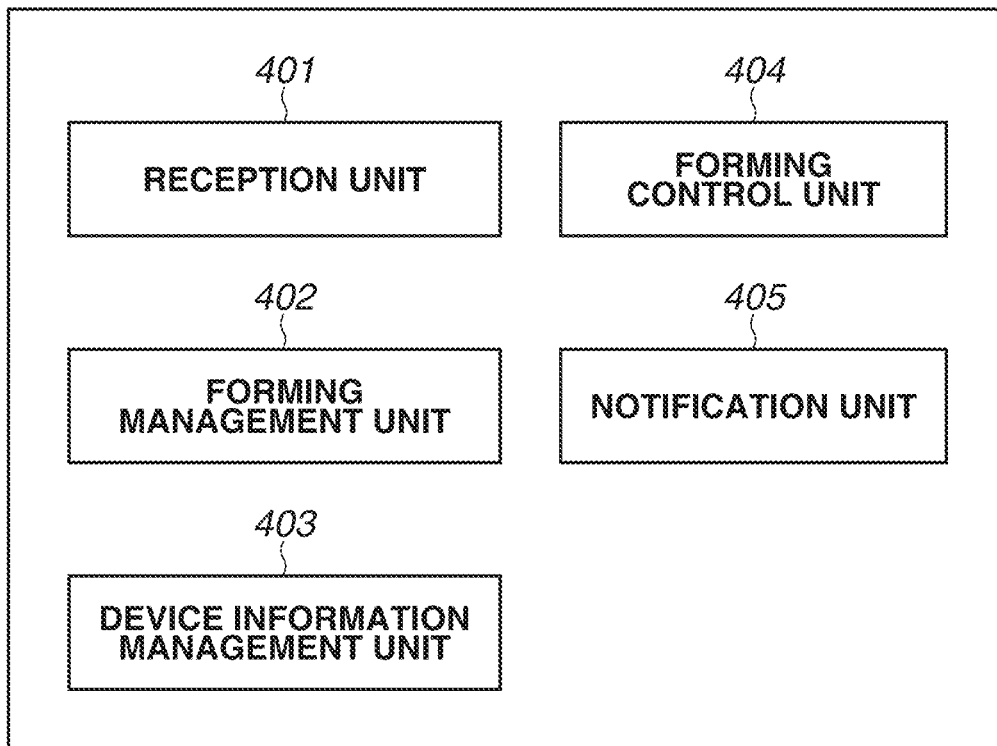 401
RECEPTION UNIT
402
FORMING
MANAGEMENT UNIT
403
DEVICE INFORMATION
MANAGEMENT UNIT
404
FORMING
CONTROL UNIT
405
NOTIFICATION UNIT